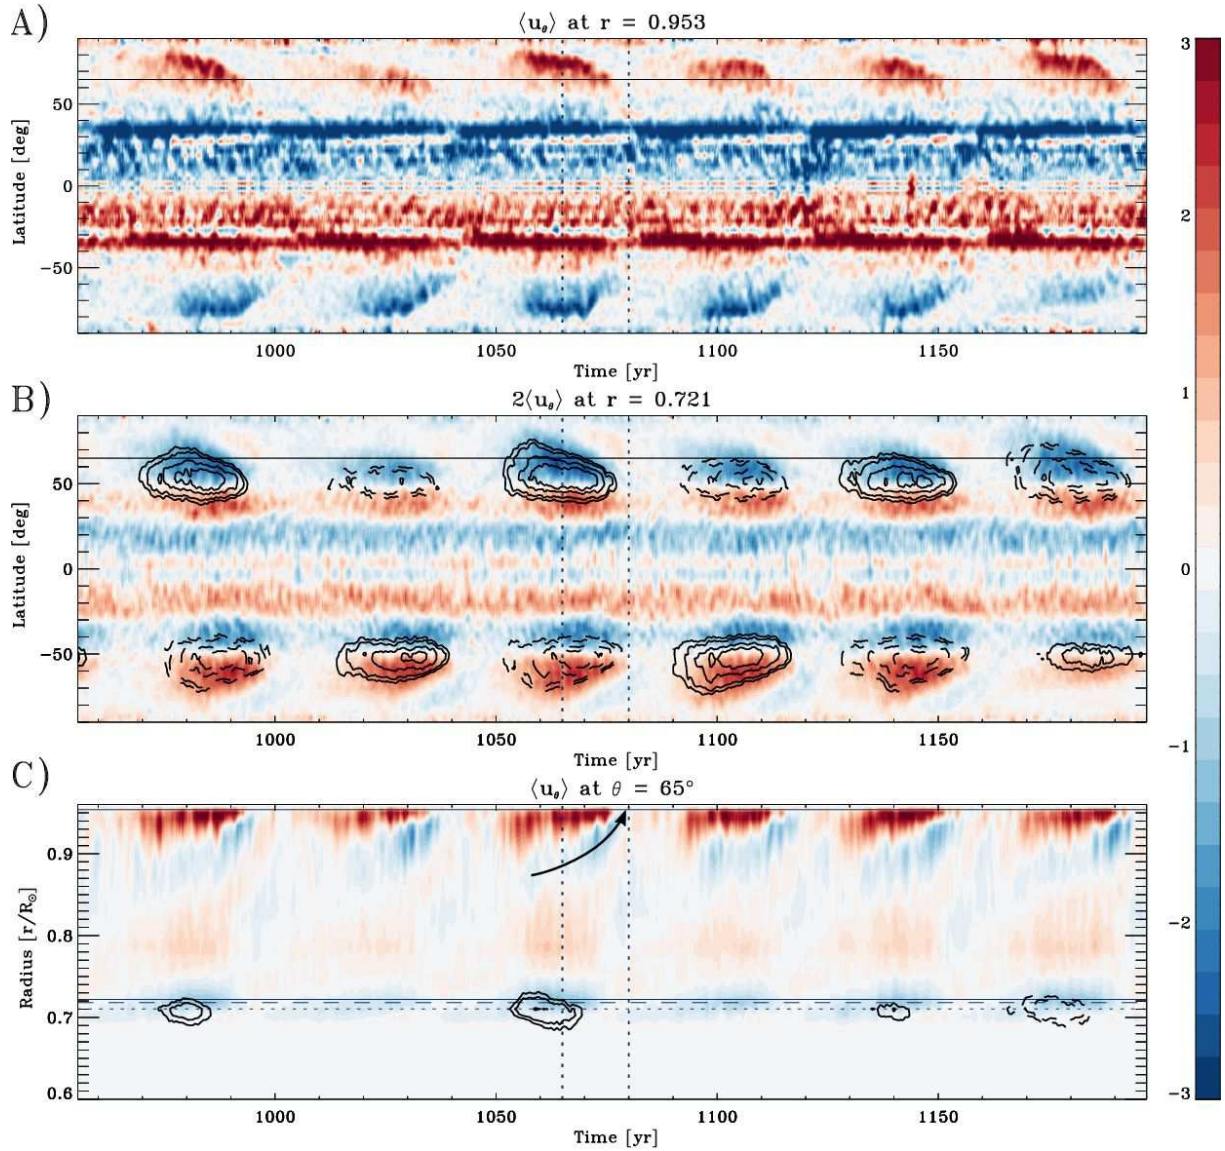 A)
⟨u_θ⟩ at r = 0.953
50
0
−50
Latitude [deg]
1000 1050 1100 1150
Time [yr]
B)
2⟨u_θ⟩ at r = 0.721
50
0
−50
Latitude [deg]
1000 1050 1100 1150
Time [yr]
C)
⟨u_θ⟩ at θ = 65°
0.9
0.8
0.7
0.6
Radius [r/R_⊙]
1000 1050 1100 1150
Time [yr]
3
2
1
0
-1
-2
-3